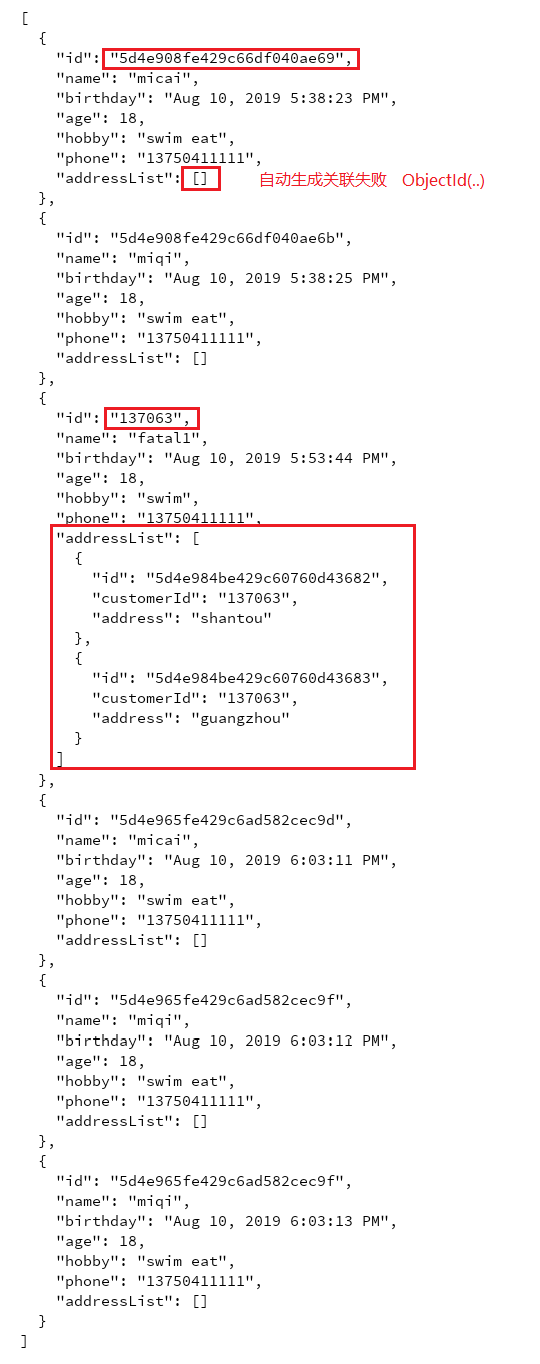 [
  {
    "id": "5d4e908fe429c66df040ae69",
    "name": "micai",
    "birthday": "Aug 10, 2019 5:38:23 PM",
    "age": 18,
    "hobby": "swim eat",
    "phone": "13750411111",
    "addressList": [] 自动生成关联失败 ObjectId(..)
  },
  {
    "id": "5d4e908fe429c66df040ae6b",
    "name": "miqi",
    "birthday": "Aug 10, 2019 5:38:25 PM",
    "age": 18,
    "hobby": "swim eat",
    "phone": "13750411111",
    "addressList": []
  },
  {
    "id": "137063",
    "name": "fatal1",
    "birthday": "Aug 10, 2019 5:53:44 PM",
    "age": 18,
    "hobby": "swim",
    "phone": "13750411111",
    "addressList": [
      {
        "id": "5d4e984be429c60760d43682",
        "customerId": "137063",
        "address": "shantou"
      },
      {
        "id": "5d4e984be429c60760d43683",
        "customerId": "137063",
        "address": "guangzhou"
      }
    ]
  },
  {
    "id": "5d4e965fe429c6ad582cec9d",
    "name": "micai",
    "birthday": "Aug 10, 2019 6:03:11 PM",
    "age": 18,
    "hobby": "swim eat",
    "phone": "13750411111",
    "addressList": []
  },
  {
    "id": "5d4e965fe429c6ad582cec9f",
    "name": "miqi",
    "birthday": "Aug 10, 2019 PM",
    "age": 18,
    "hobby": "swim eat",
    "phone": "13750411111",
    "addressList": []
  },
  {
    "id": "5d4e965fe429c6ad582cec9f",
    "name": "miqi",
    "birthday": "Aug 10, 2019 6:03:13 PM",
    "age": 18,
    "hobby": "swim eat",
    "phone": "13750411111",
    "addressList": []
  }
]